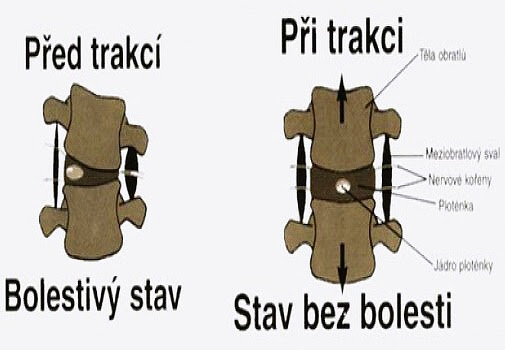 Před trakcí
Bolestivý stav
Při trakci
Těla obratlů
Meziobratlový sval
Nervové kořeny
Ploténka
Jádro ploténky
Stav bez bolesti